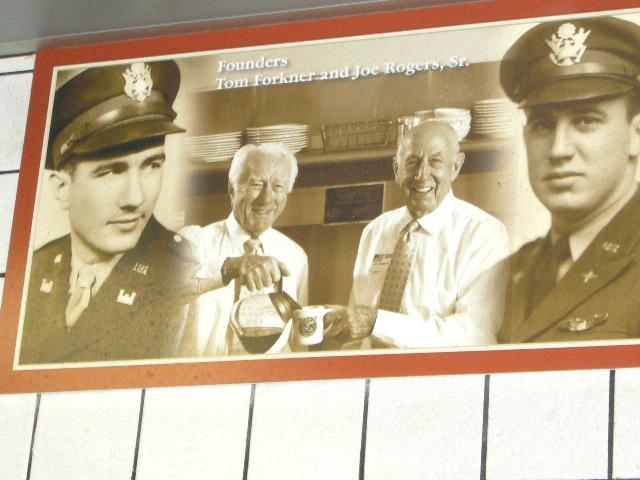 Founders
Tom Forkner and Joe Rogers, Sr.